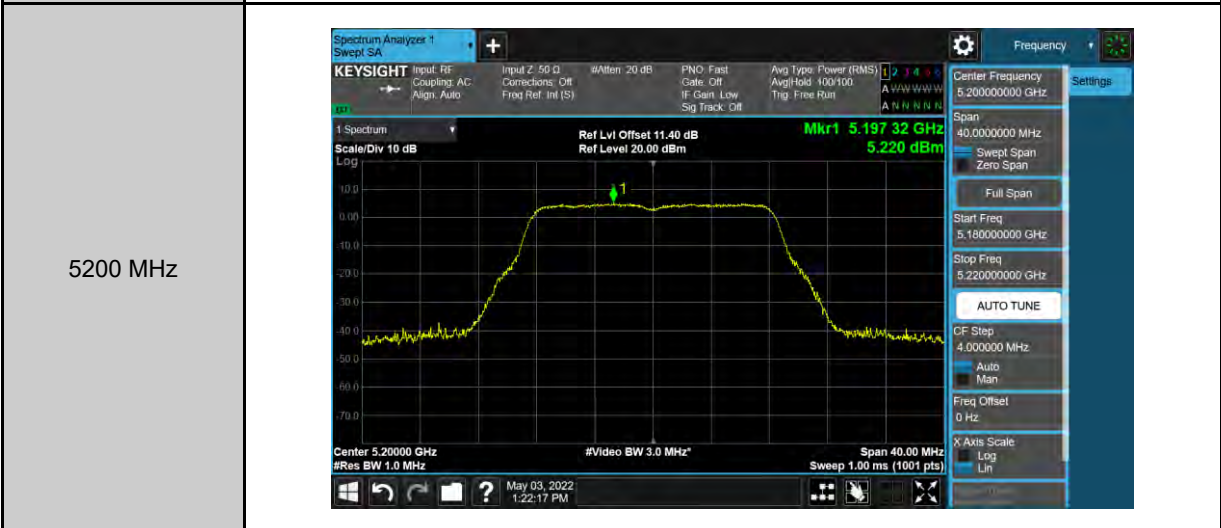 5200 MHz
Spectrum Analyzer 1
Swept SA
+
Frequency
KEYSIGHT
Input: RF
Coupling: AC
Align: Auto
Input Z: 50 Ω
Corrections: Off
Freq Ref: Int (S)
#Atten: 20 dB
PNO: Fast
Gate: Off
IF Gain: Low
Sig Track: Off
Avg Type: Power (RMS)
Avg|Hold: 100/100
Trig: Free Run
1 2 3 4 5 6
A W W W W W
A N N N N N
1 Spectrum
Scale/Div 10 dB
Ref Lvl Offset 11.40 dB
Ref Level 20.00 dBm
Mkr1 5.197 32 GHz
5.220 dBm
Log
10.0
0.00
-10.0
-20.0
-30.0
-40.0
-50.0
-60.0
-70.0
1
Center 5.20000 GHz
#Res BW 1.0 MHz
#Video BW 3.0 MHz*
Span 40.00 MHz
Sweep 1.00 ms (1001 pts)
?
May 03, 2022
1:22:17 PM
Center Frequency
5.200000000 GHz
Settings
Span
40.0000000 MHz
Swept Span
Zero Span
Full Span
Start Freq
5.180000000 GHz
Stop Freq
5.220000000 GHz
AUTO TUNE
CF Step
4.000000 MHz
Auto
Man
Freq Offset
0 Hz
X Axis Scale
Log
Lin